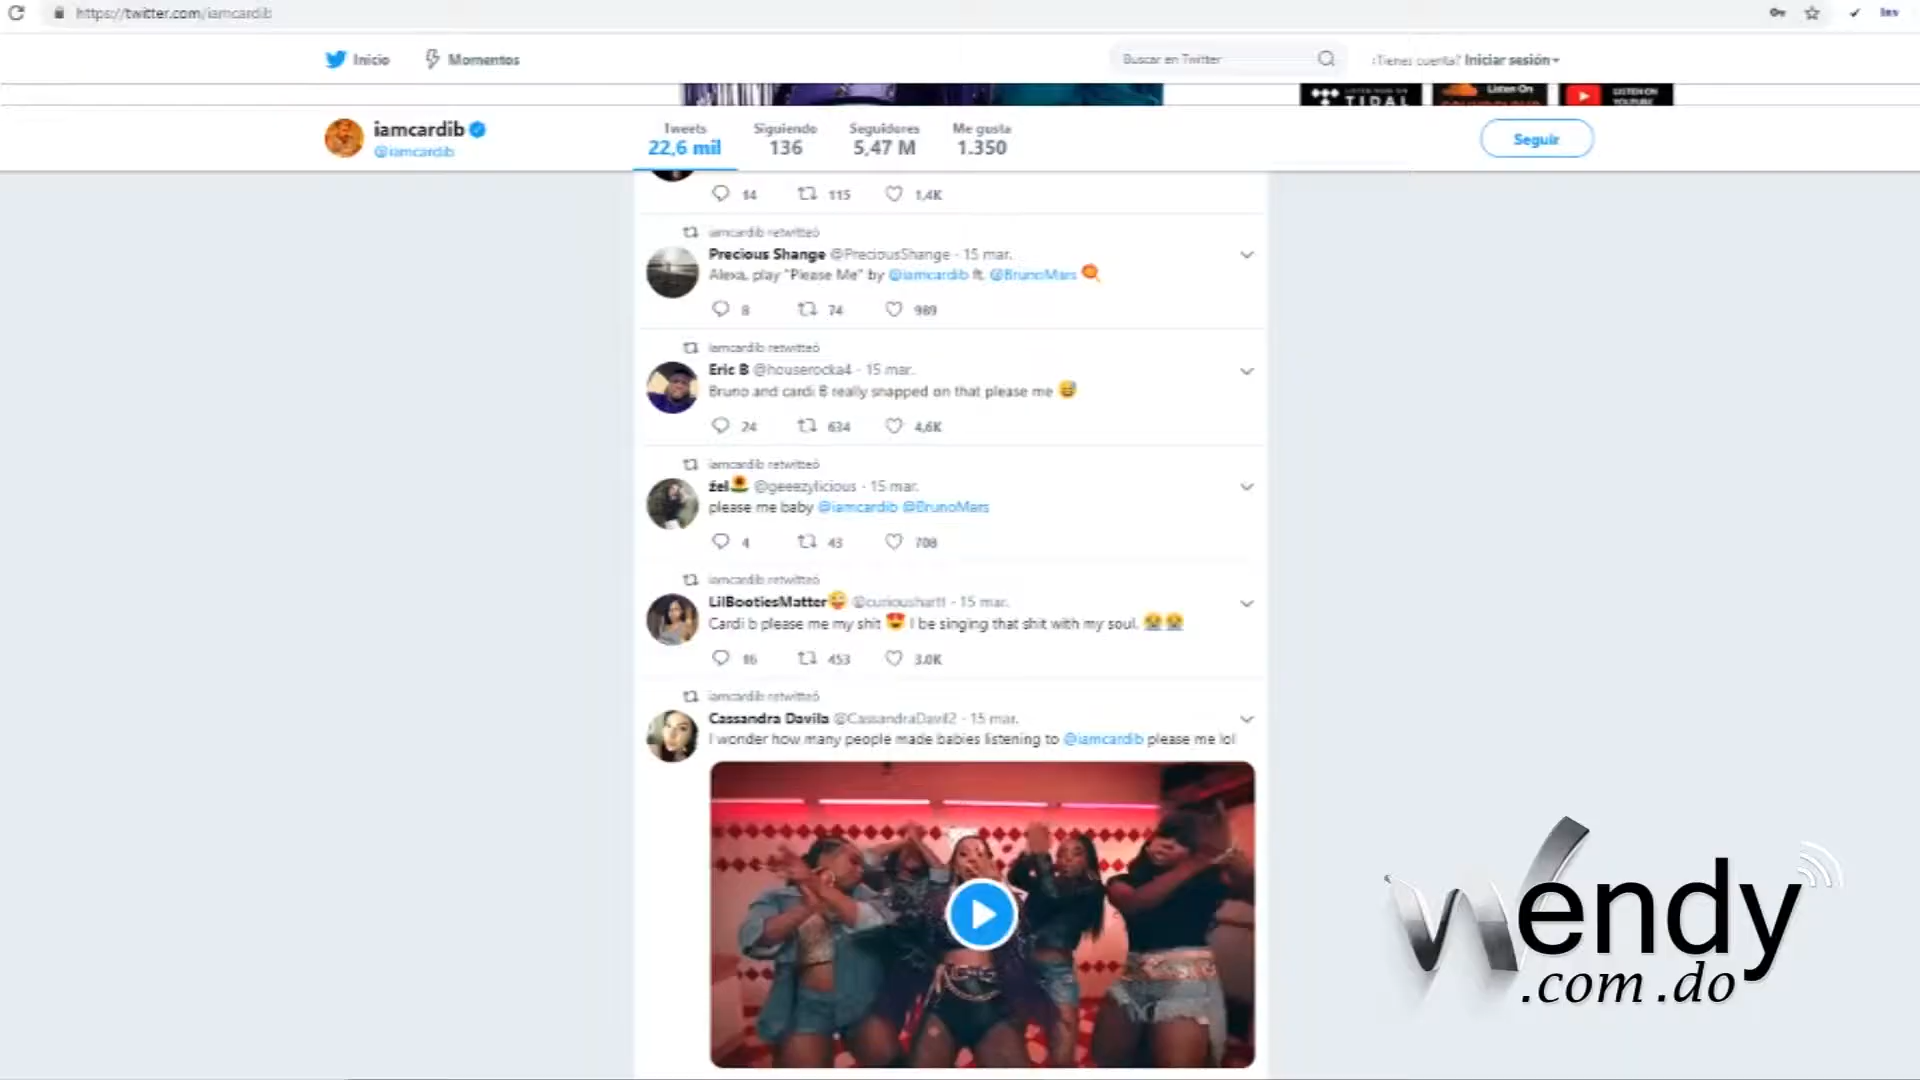 https://twitter.com/iamcardib
Inicio
Momentos
Buscar en Twitter
¿Tienes cuenta? Iniciar sesión
LISTEN NOW ON
TIDAL
Listen On
SOUNDCLOUD
LISTEN ON
YOUTUBE
iamcardib
@iamcardib
Tweets
22,6 mil
Siguiendo
136
Seguidores
5,47 M
Me gusta
1.350
Seguir
14 115 1,4K
iamcardib retwitteó
Precious Shange @PreciousShange - 15 mar.
Alexa, play "Please Me" by @iamcardib ft. @BrunoMars
8 74 989
iamcardib retwitteó
Eric B @houserocka4 - 15 mar.
Bruno and cardi B really snapped on that please me 😅
24 634 4,6K
iamcardib retwitteó
żel🌻 @geeezylicious - 15 mar.
please me baby @iamcardib @BrunoMars
4 43 708
iamcardib retwitteó
LilBootiesMatter😜 @curioushartt - 15 mar.
Cardi b please me my shit 😍 I be singing that shit with my soul. 😭😭
16 453 3.0K
iamcardib retwitteó
Cassandra Davila @CassandraDavil2 - 15 mar.
I wonder how many people made babies listening to @iamcardib please me lol
Wendy
.com.do